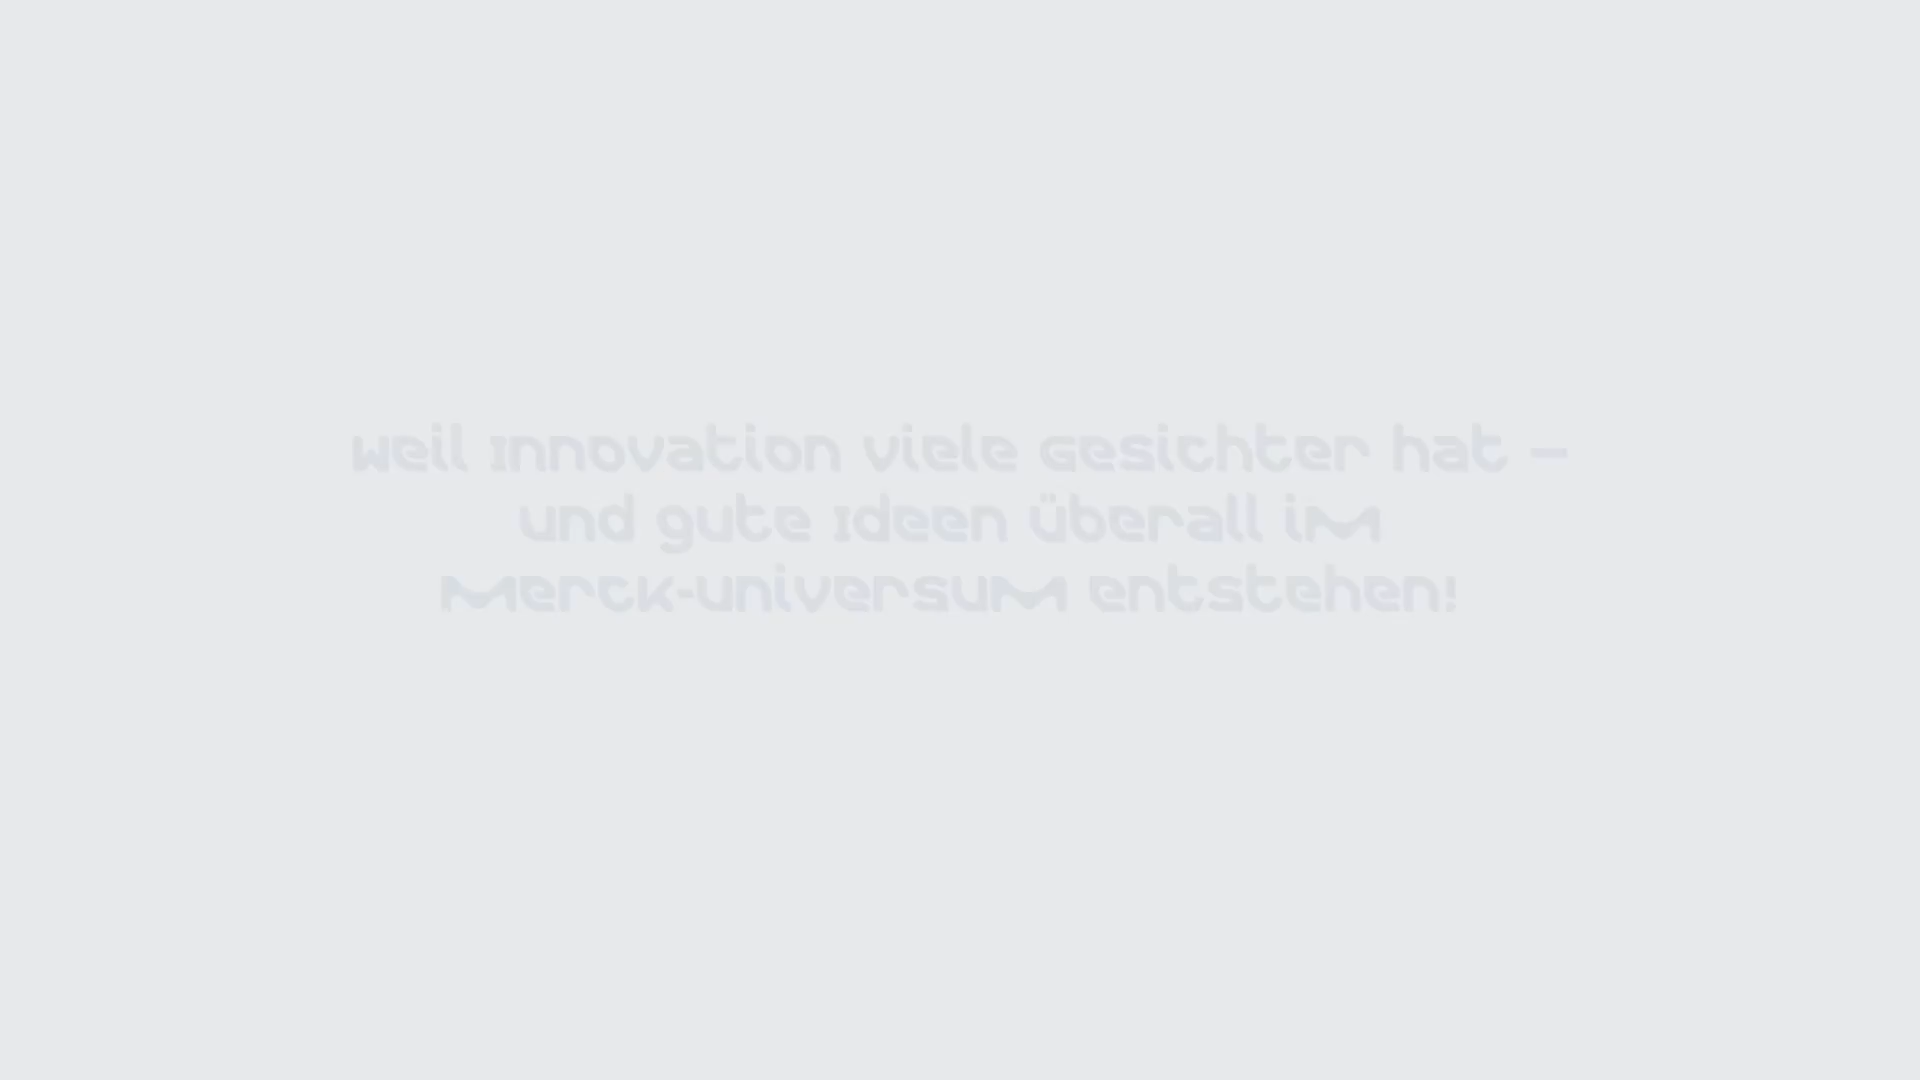 Weil Innovation viele Gesichter hat –
und gute Ideen überall im
Merck-Universum entstehen!